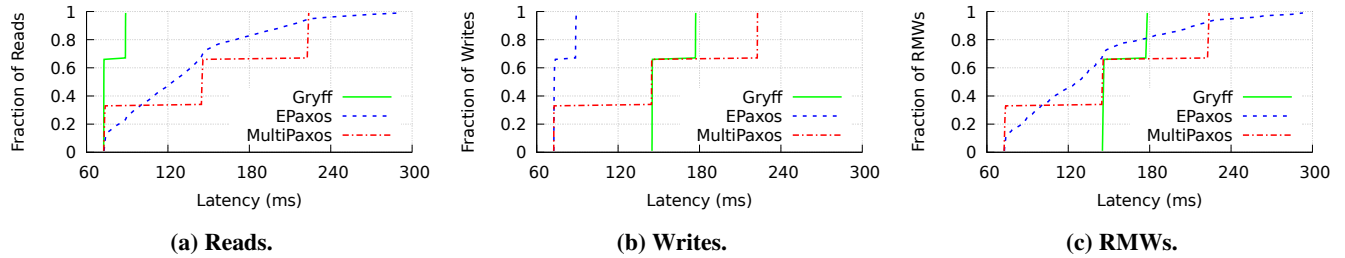 Fraction of Reads
1
0.8
0.6
0.4
0.2
0
Gryff
EPaxos
MultiPaxos
60 120 180 240 300
Latency (ms)
(a) Reads.
Fraction of Writes
1
0.8
0.6
0.4
0.2
0
Gryff
EPaxos
MultiPaxos
60 120 180 240 300
Latency (ms)
(b) Writes.
Fraction of RMWs
1
0.8
0.6
0.4
0.2
0
Gryff
EPaxos
MultiPaxos
60 120 180 240 300
Latency (ms)
(c) RMWs.